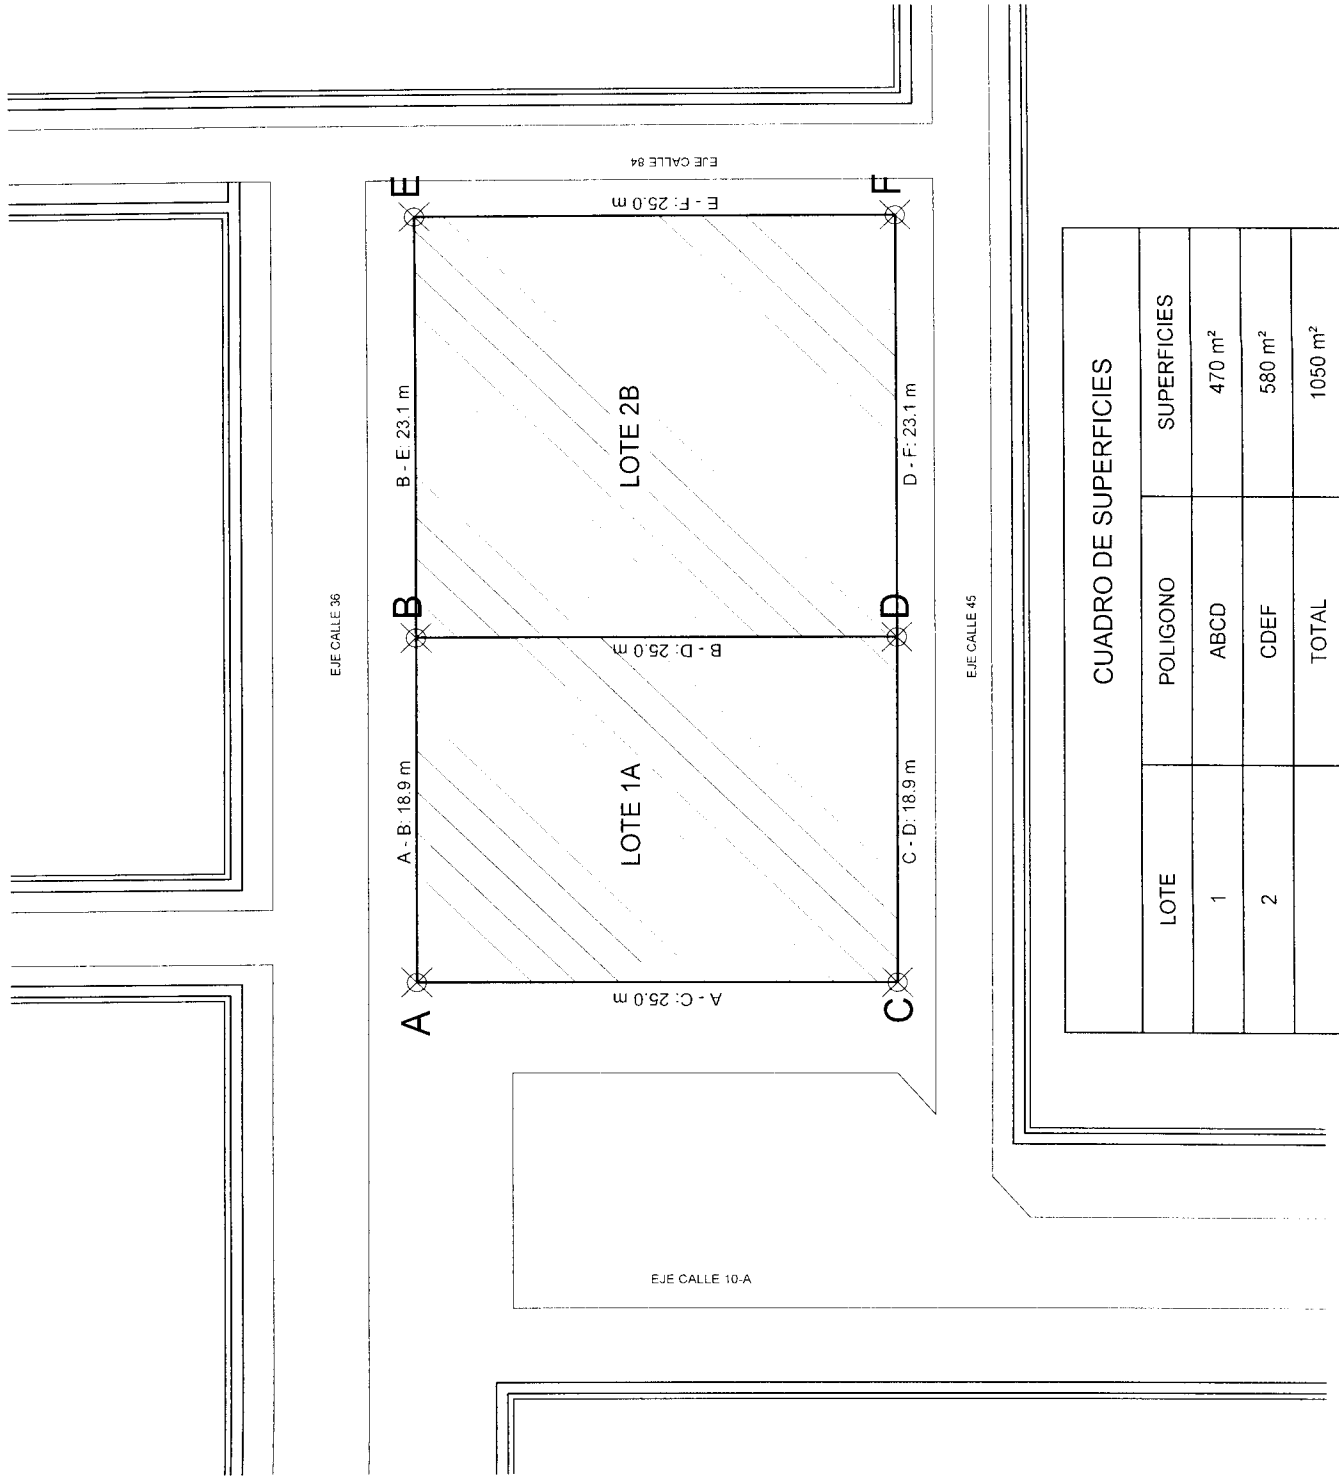 EJE CALLE 36
A
A - B: 18.9 m
B
B - E: 23.1 m
E
A - C: 25.0 m
LOTE 1A
B - D: 25.0 m
LOTE 2B
E - F: 25.0 m
EJE CALLE 84
C
C - D: 18.9 m
D
D - F: 23.1 m
F
EJE CALLE 45
EJE CALLE 10-A
CUADRO DE SUPERFICIES
LOTE POLIGONO SUPERFICIES
1 ABCD 470 m²
2 CDEF 580 m²
TOTAL 1050 m²